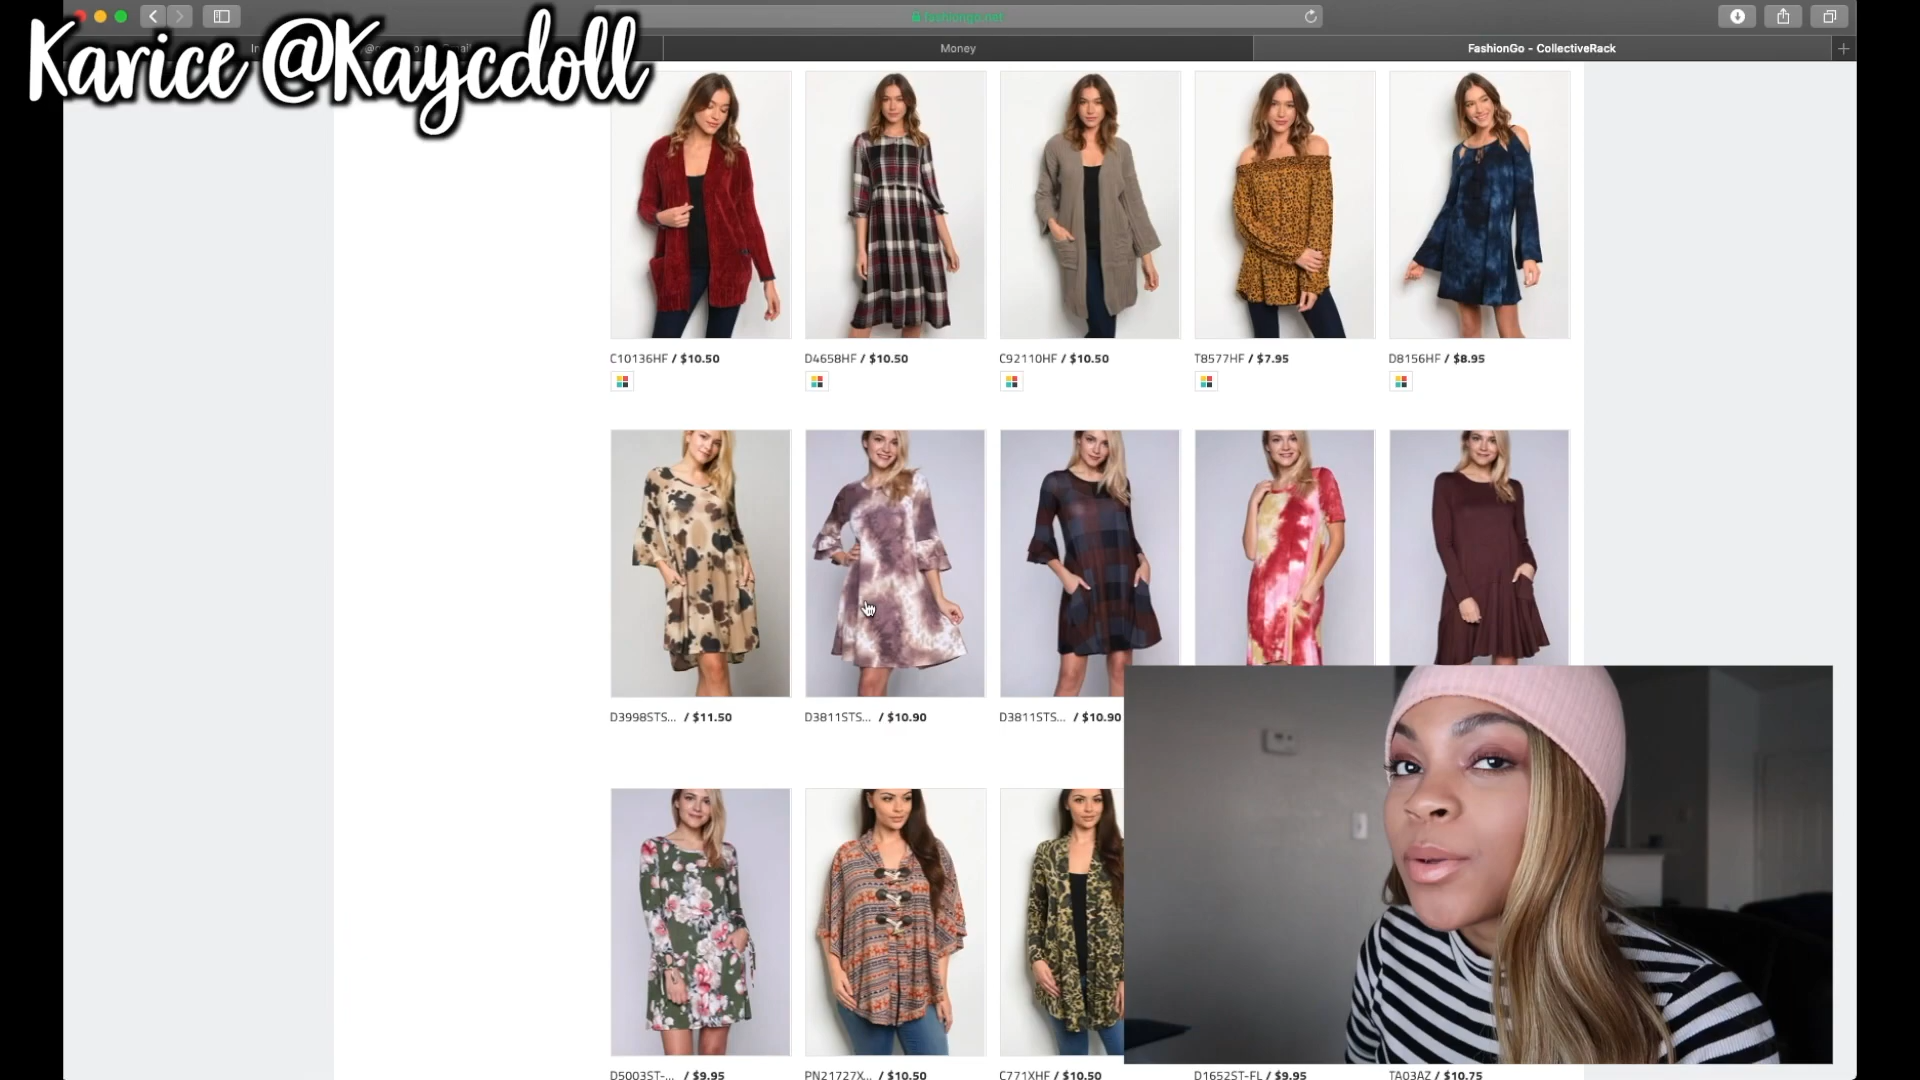 Karice @Kaycdoll
fashiongo.net
Money
FashionGo - CollectiveRack
C10136HF / $10.50
D4658HF / $10.50
C92110HF / $10.50
T8577HF / $7.95
D8156HF / $8.95
D3998STS... / $11.50
D3811STS... / $10.90
D3811STS... / $10.90
D5003ST-... / $9.95
PN21727X... / $10.50
C771XHF / $10.50
D1652ST-FL / $9.95
TA03AZ / $10.75